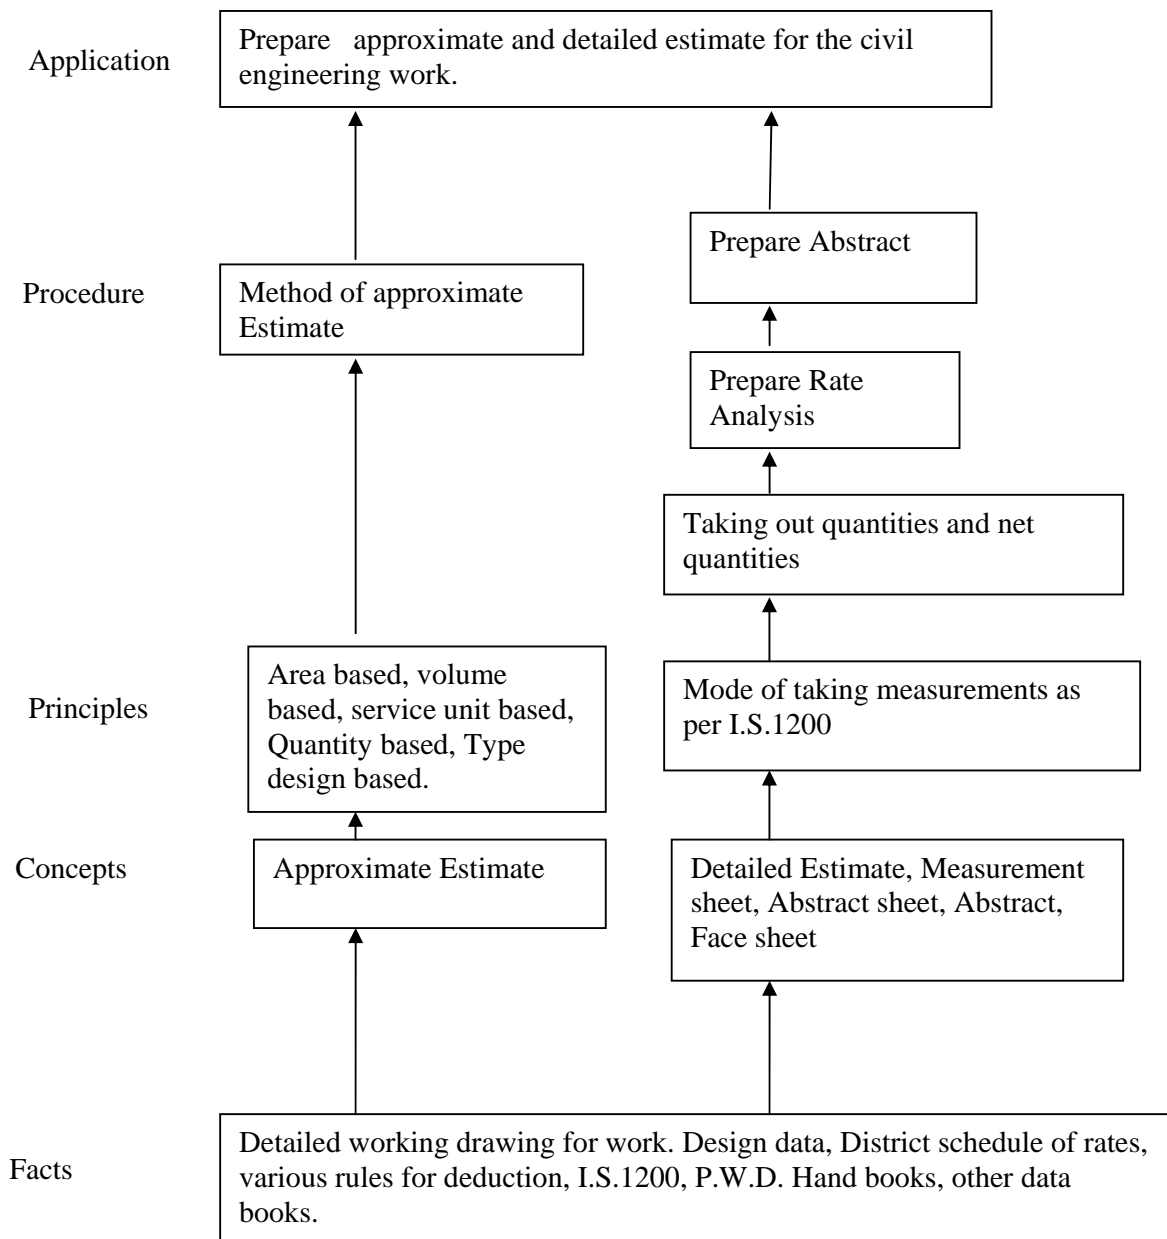 Application
Prepare   approximate and detailed estimate for the civil
engineering work.
Prepare Abstract
Procedure
Method of approximate
Estimate
Prepare Rate
Analysis
Taking out quantities and net
quantities
Principles
Area based, volume
based, service unit based,
Quantity based, Type
design based.
Mode of taking measurements as
per I.S.1200
Concepts
Approximate Estimate
Detailed Estimate, Measurement
sheet, Abstract sheet, Abstract,
Face sheet
Facts
Detailed working drawing for work. Design data, District schedule of rates,
various rules for deduction, I.S.1200, P.W.D. Hand books, other data
books.